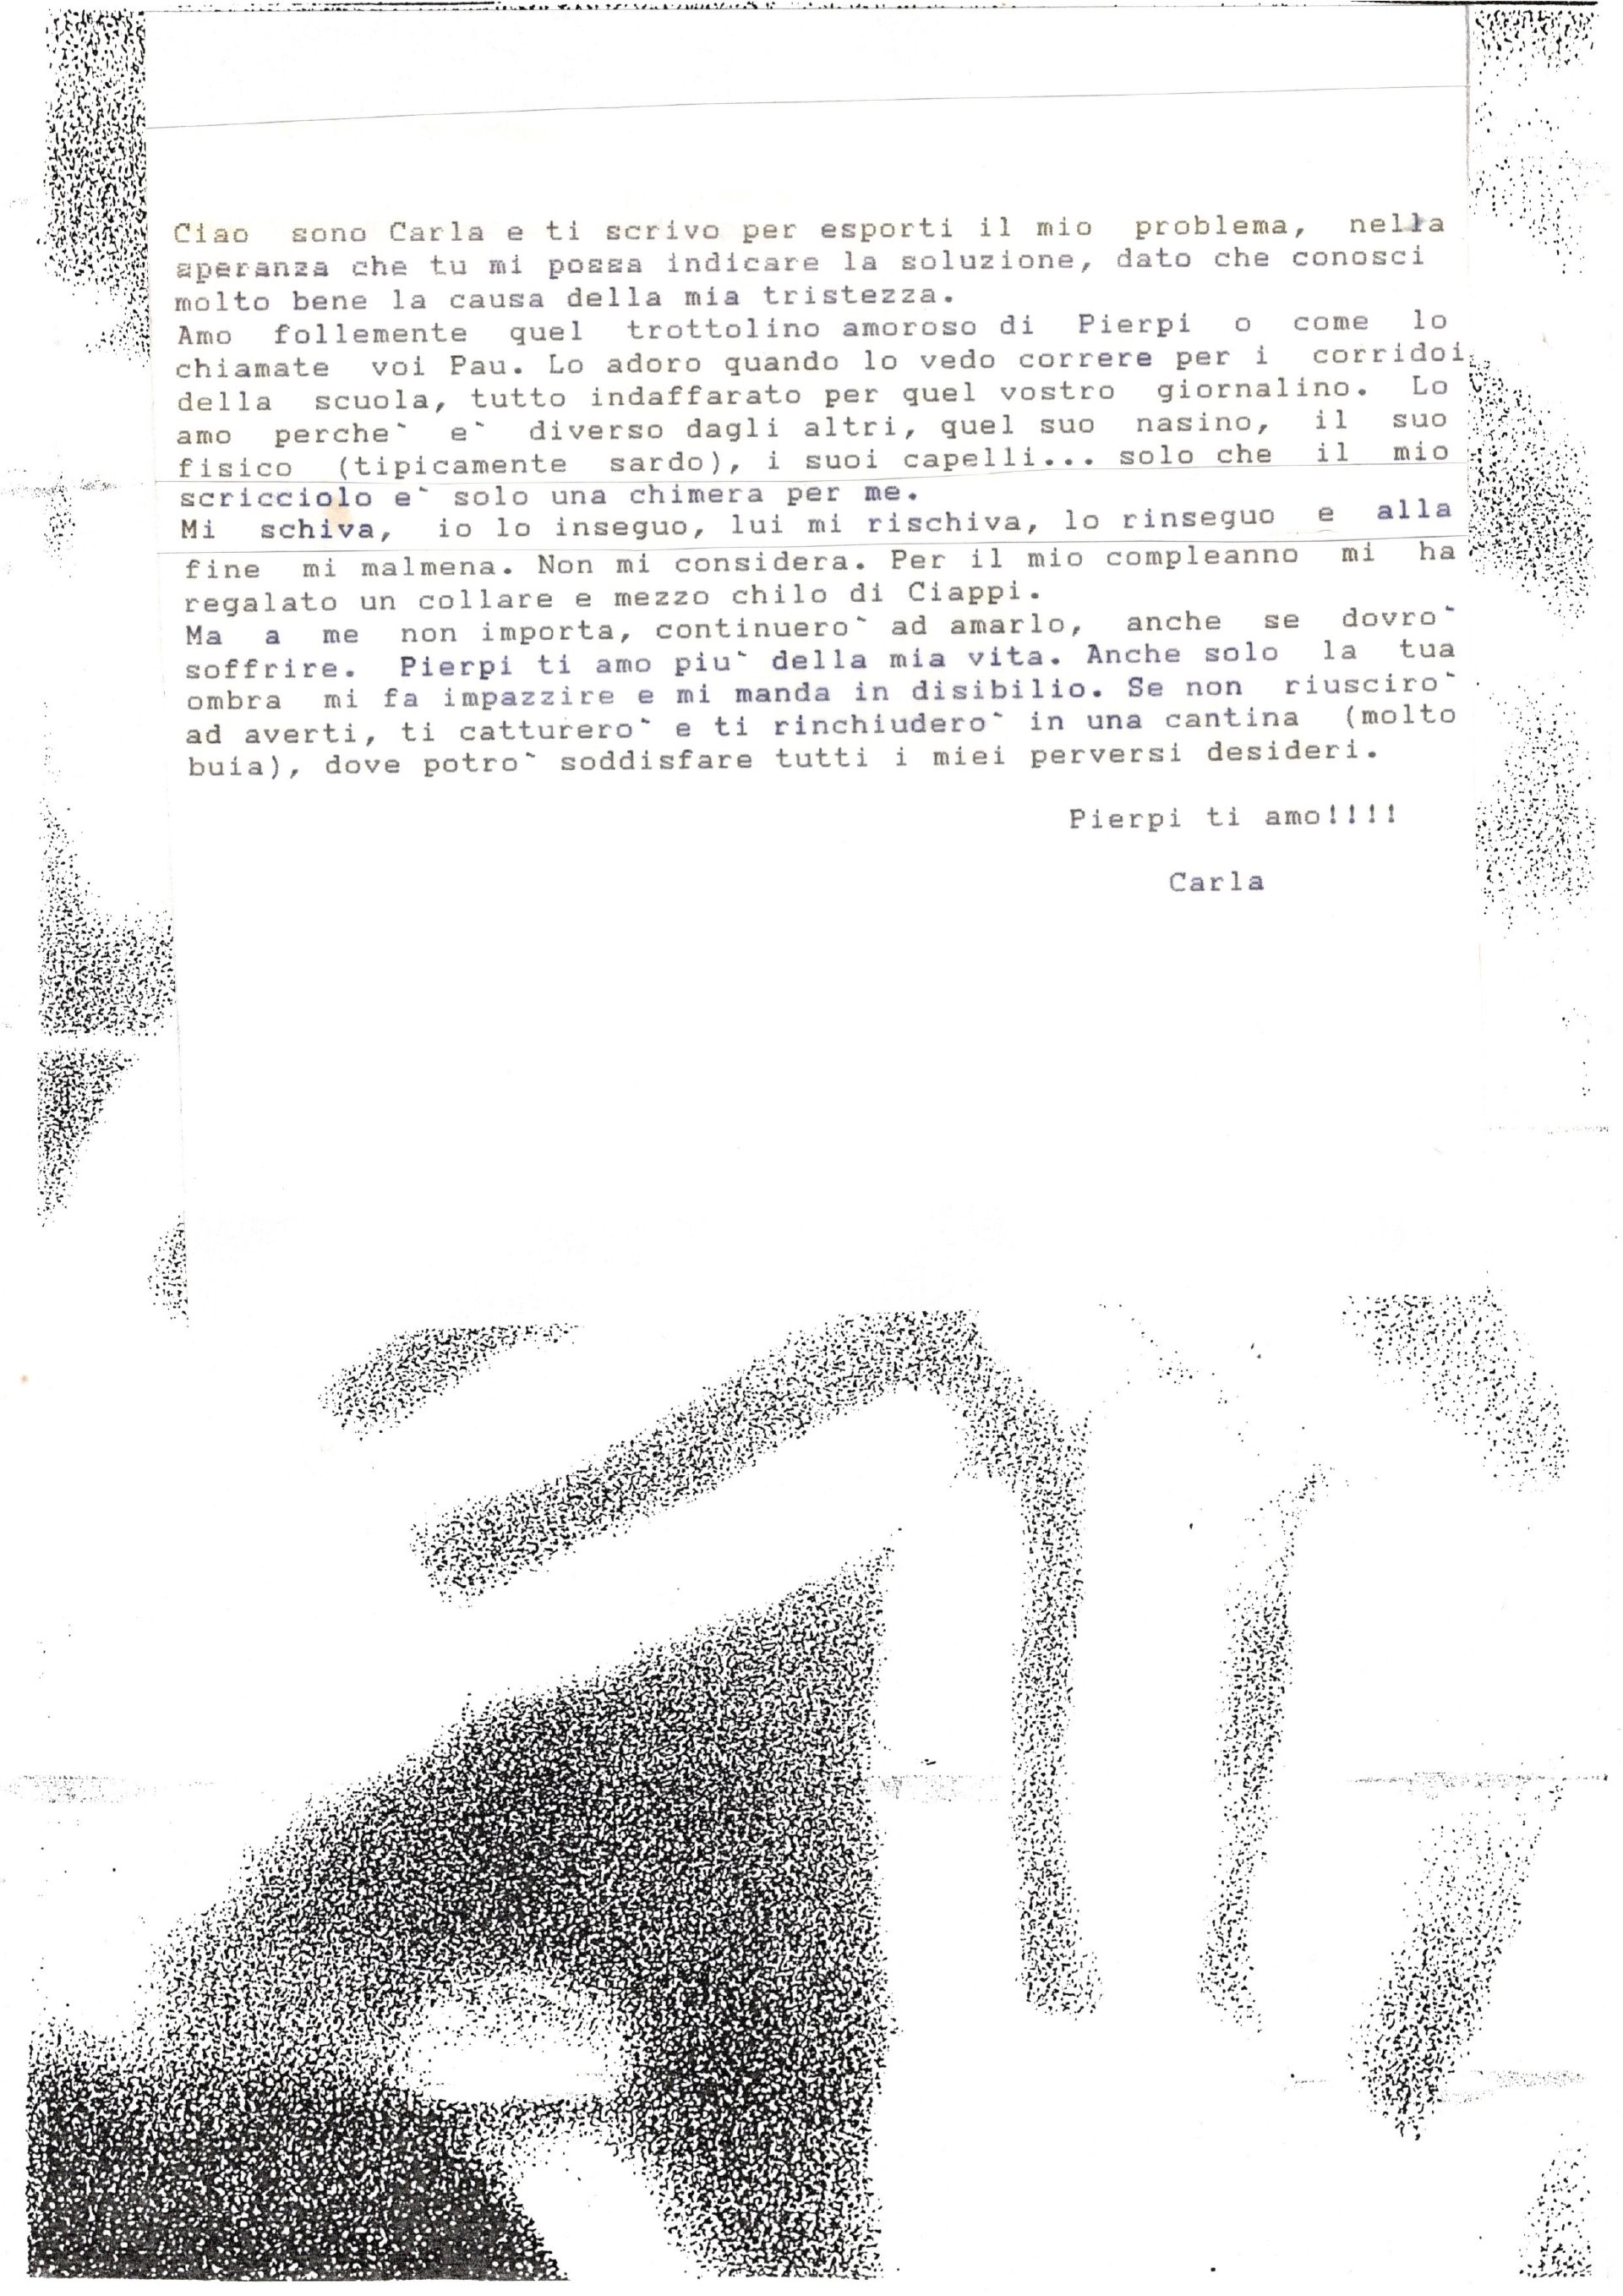 Ciao sono Carla e ti scrivo per esporti il mio problema, nella
speranza che tu mi possa indicare la soluzione, dato che conosci
molto bene la causa della mia tristezza.
Amo follemente quel trottolino amoroso di Pierpi o come lo
chiamate voi Pau. Lo adoro quando lo vedo correre per i corridoi
della scuola, tutto indaffarato per quel vostro giornalino. Lo
amo perche` e` diverso dagli altri, quel suo nasino, il suo
fisico (tipicamente sardo), i suoi capelli... solo che il mio
scricciolo e` solo una chimera per me.
Mi schiva, io lo inseguo, lui mi rischiva, lo rinseguo e alla
fine mi malmena. Non mi considera. Per il mio compleanno mi ha
regalato un collare e mezzo chilo di Ciappi.
Ma a me non importa, continuero` ad amarlo, anche se dovro`
soffrire. Pierpi ti amo piu` della mia vita. Anche solo la tua
ombra mi fa impazzire e mi manda in disibilio. Se non riusciro`
ad averti, ti catturero` e ti rinchiudero` in una cantina (molto
buia), dove potro` soddisfare tutti i miei perversi desideri.
Pierpi ti amo!!!!
Carla